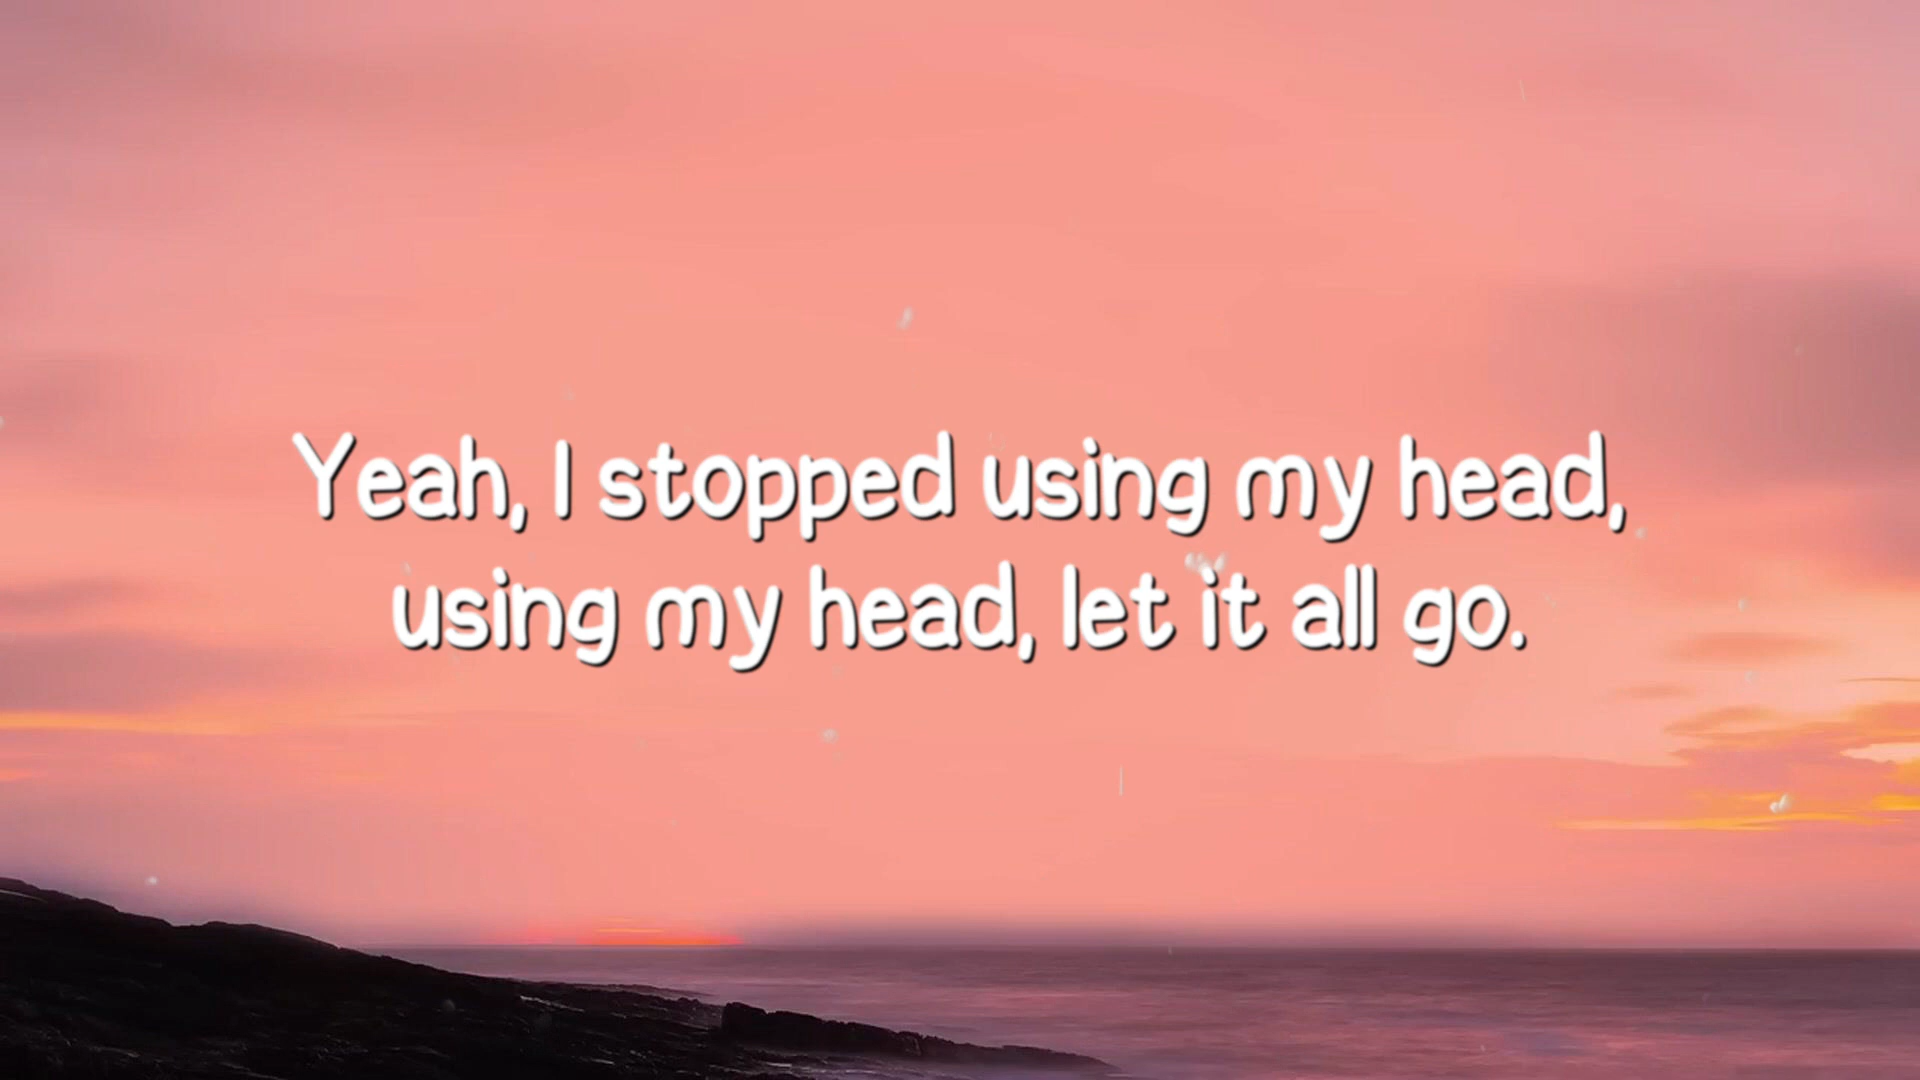 Yeah, I stopped using my head,
using my head, let it all go.